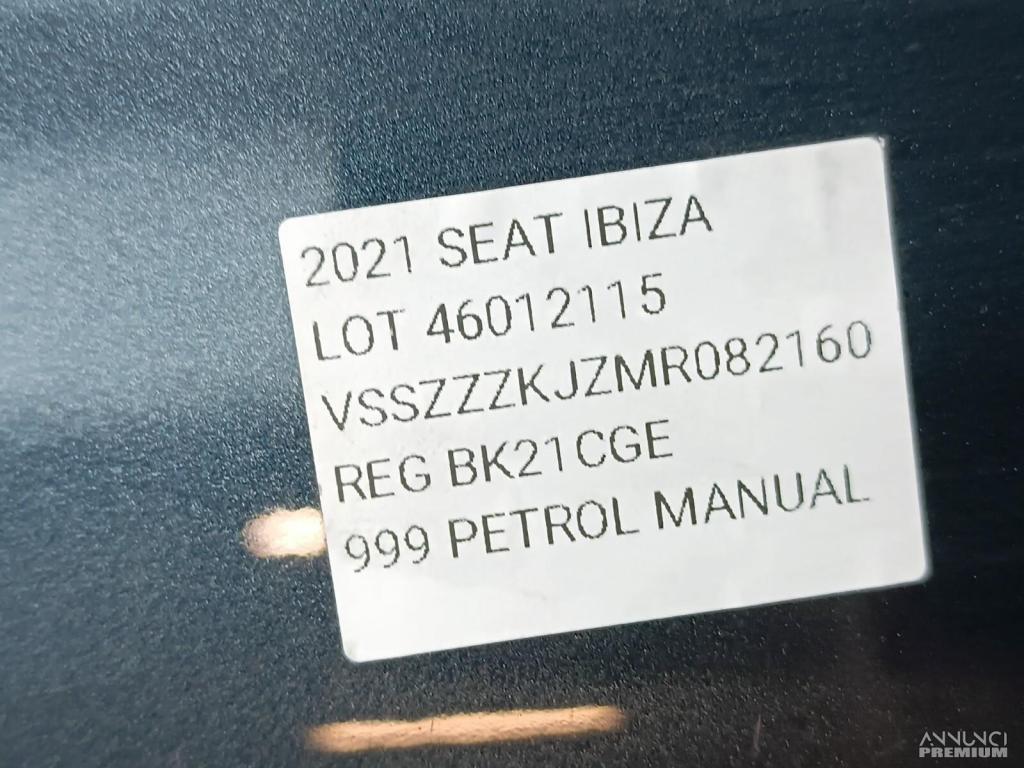 2021 SEAT IBIZA
LOT 46012115
VSSZZZKJZMR082160
REG BK21CGE
999 PETROL MANUAL
ANNUNCI
PREMIUM